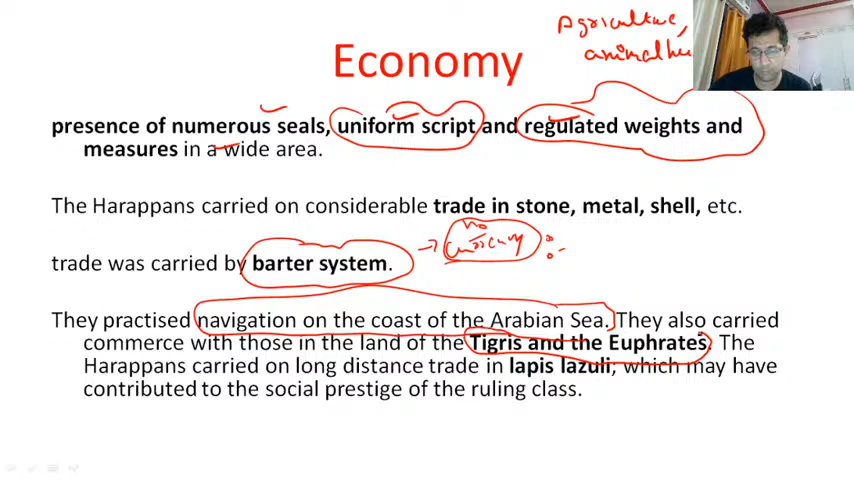 Agriculture,
Economy
animal hu
presence of numerous seals, uniform script and regulated weights and
measures in a wide area.
The Harappans carried on considerable trade in stone, metal, shell, etc.
no
trade was carried by barter system.
currency
They practised navigation on the coast of the Arabian Sea. They also carried
commerce with those in the land of the Tigris and the Euphrates. The
Harappans carried on long distance trade in lapis lazuli; which may have
contributed to the social prestige of the ruling class.